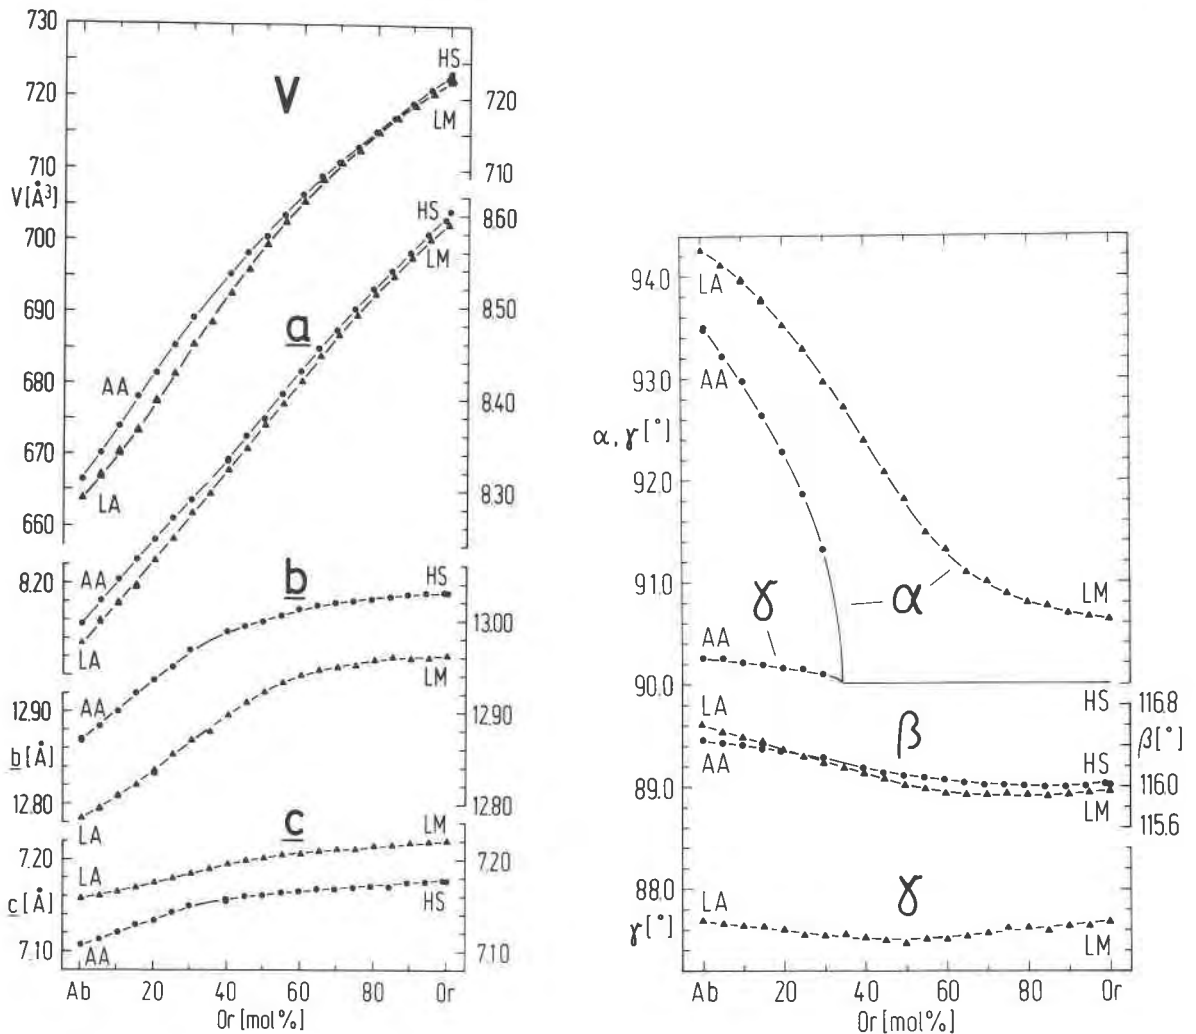 730
V
HS
720
720
LM
710
710
V [Å³]
HS
8.60
700
LM
690
a
8.50
AA
680
8.40
670
LA
8.30
660
8.20
AA
b
HS
13.00
LA
LM
12.90
AA
12.90
b [Å]
12.80
12.80
LA
c
LM
7.20
7.20
LA
c [Å]
HS
7.10
AA
7.10
Ab 20 40 60 80 Or
Or [mol%]
94.0
LA
93.0
AA
α, γ [°]
92.0
91.0
γ
α
LM
AA
90.0
LA
HS
116.8
β
β [°]
AA
HS
116.0
89.0
LM
115.6
88.0
LA
γ
γ [°]
LM
Ab 20 40 60 80 Or
Or [mol%]